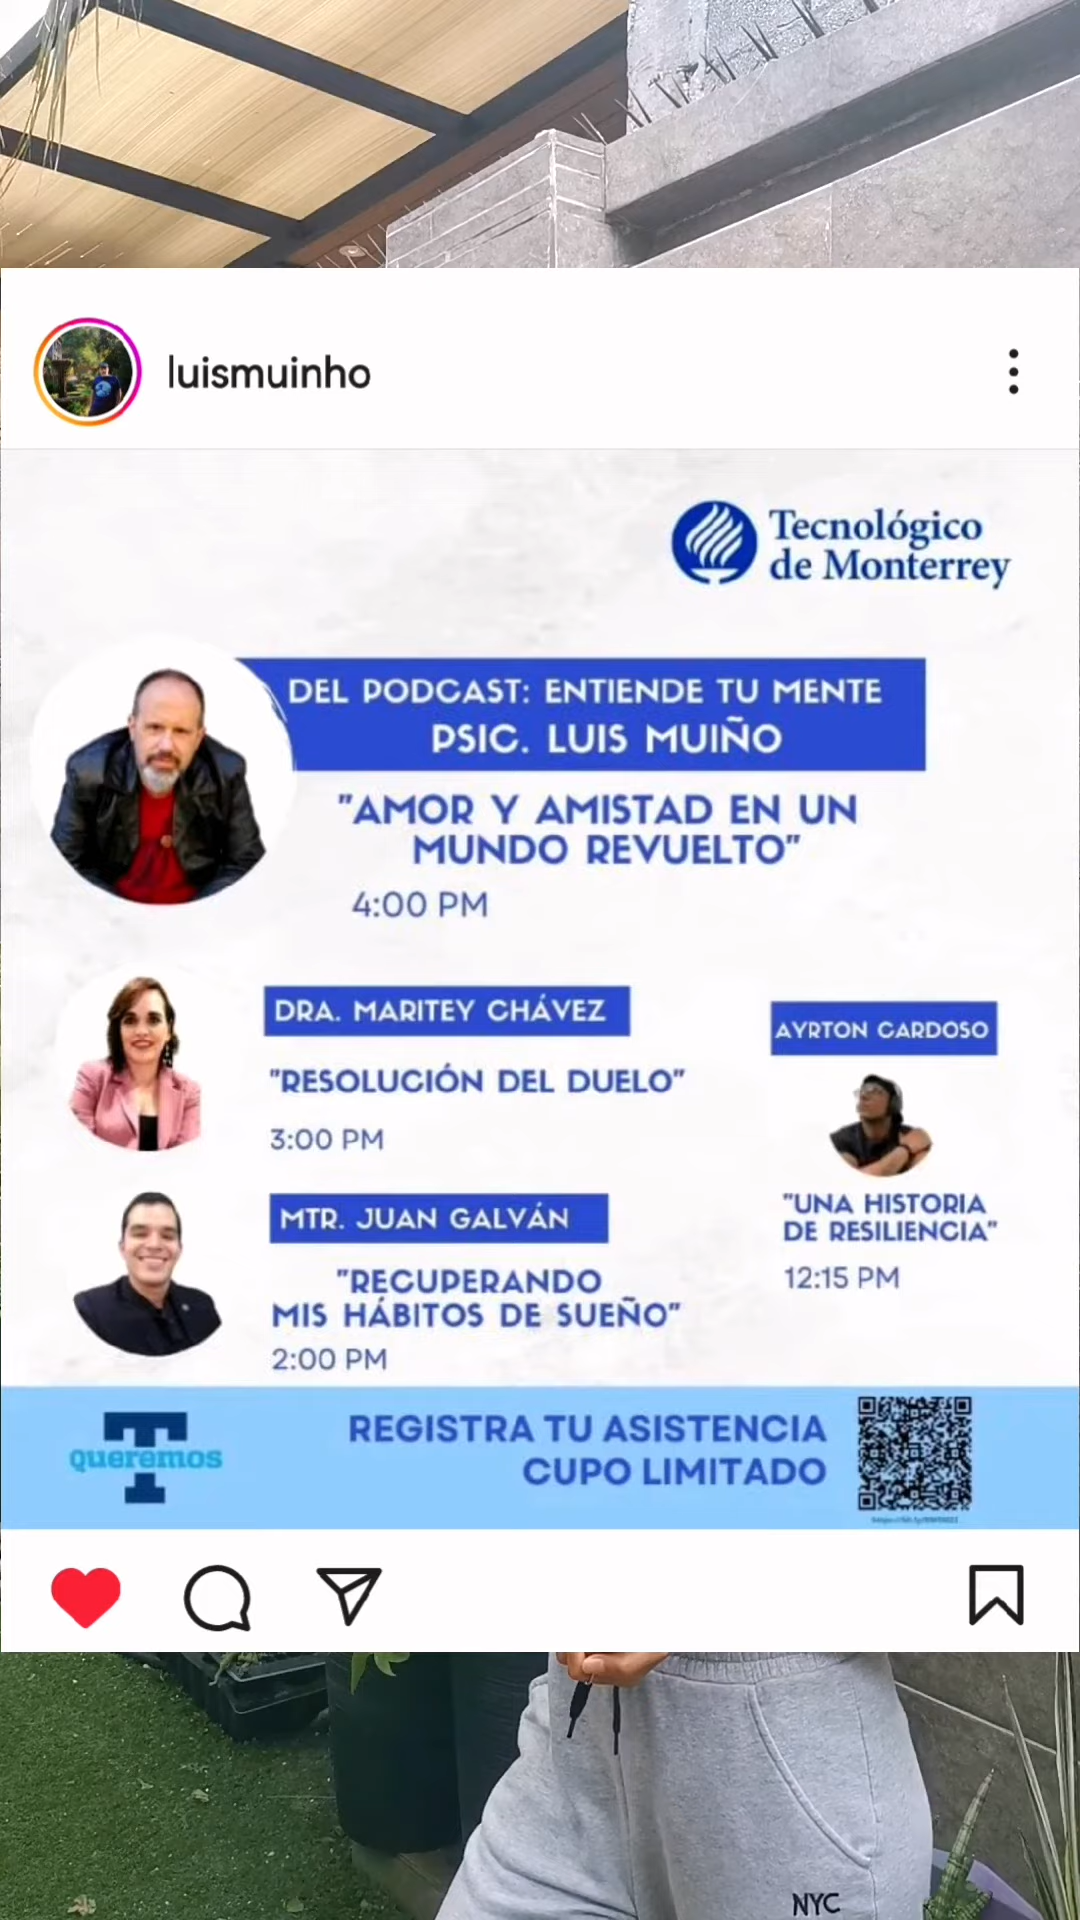 luismuinho
Tecnológico
de Monterrey
DEL PODCAST: ENTIENDE TU MENTE
PSIC. LUIS MUIÑO
"AMOR Y AMISTAD EN UN
MUNDO REVUELTO"
4:00 PM
DRA. MARITEY CHÁVEZ
"RESOLUCIÓN DEL DUELO"
3:00 PM
AYRTON CARDOSO
"UNA HISTORIA
DE RESILIENCIA"
12:15 PM
MTR. JUAN GALVÁN
"RECUPERANDO
MIS HÁBITOS DE SUEÑO"
2:00 PM
T
queremos
REGISTRA TU ASISTENCIA
CUPO LIMITADO
NYC